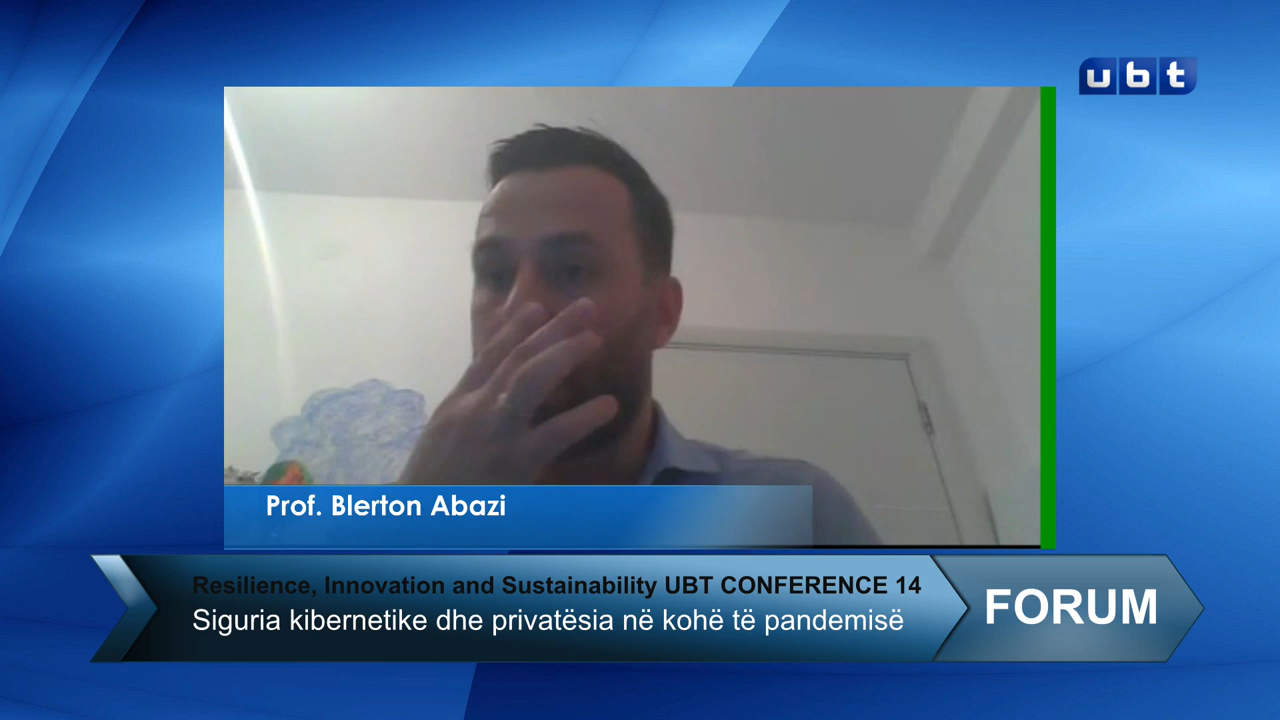 ubt
Prof. Blerton Abazi
Resilience, Innovation and Sustainability UBT CONFERENCE 14
Siguria kibernetike dhe privatësia në kohë të pandemisë
FORUM